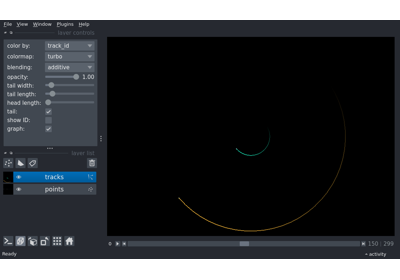 File View Window Plugins Help
layer controls
color by: track_id
colormap: turbo
blending: additive
opacity: 1.00
tail width:
tail length:
head length:
tail:
show ID:
graph:
layer list
tracks
points
0 150 299
Ready activity